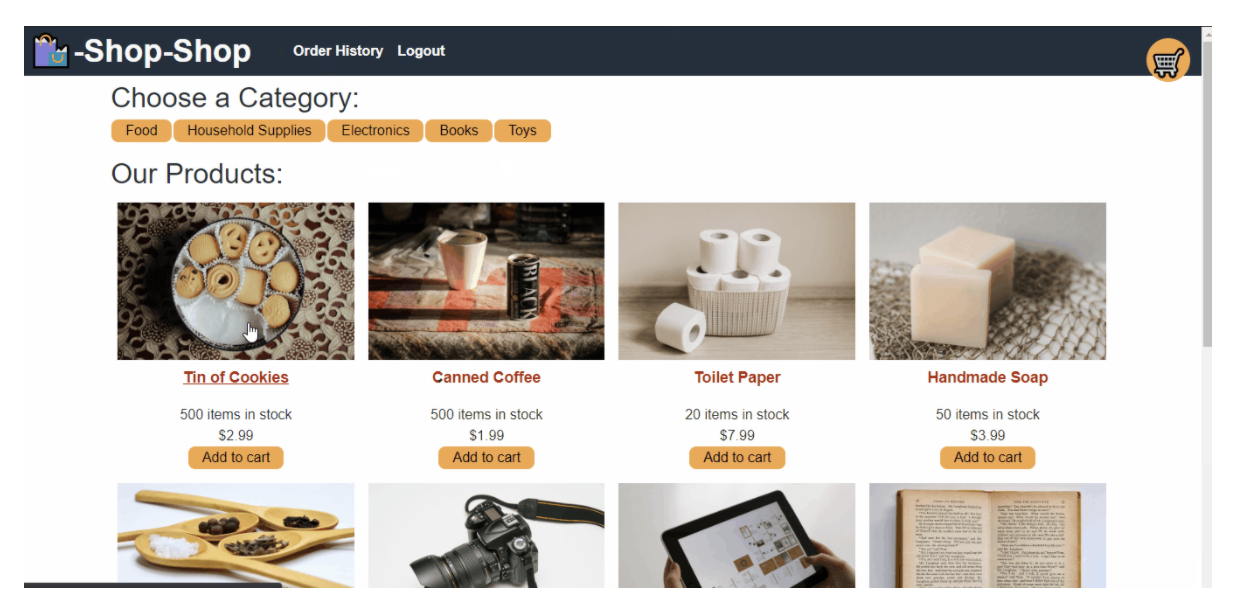 -Shop-Shop
Order History Logout
Choose a Category:
Food Household Supplies Electronics Books Toys
Our Products:
BLACK
Tin of Cookies Canned Coffee Toilet Paper Handmade Soap
500 items in stock 500 items in stock 20 items in stock 50 items in stock
$2.99 $1.99 $7.99 $3.99
Add to cart Add to cart Add to cart Add to cart